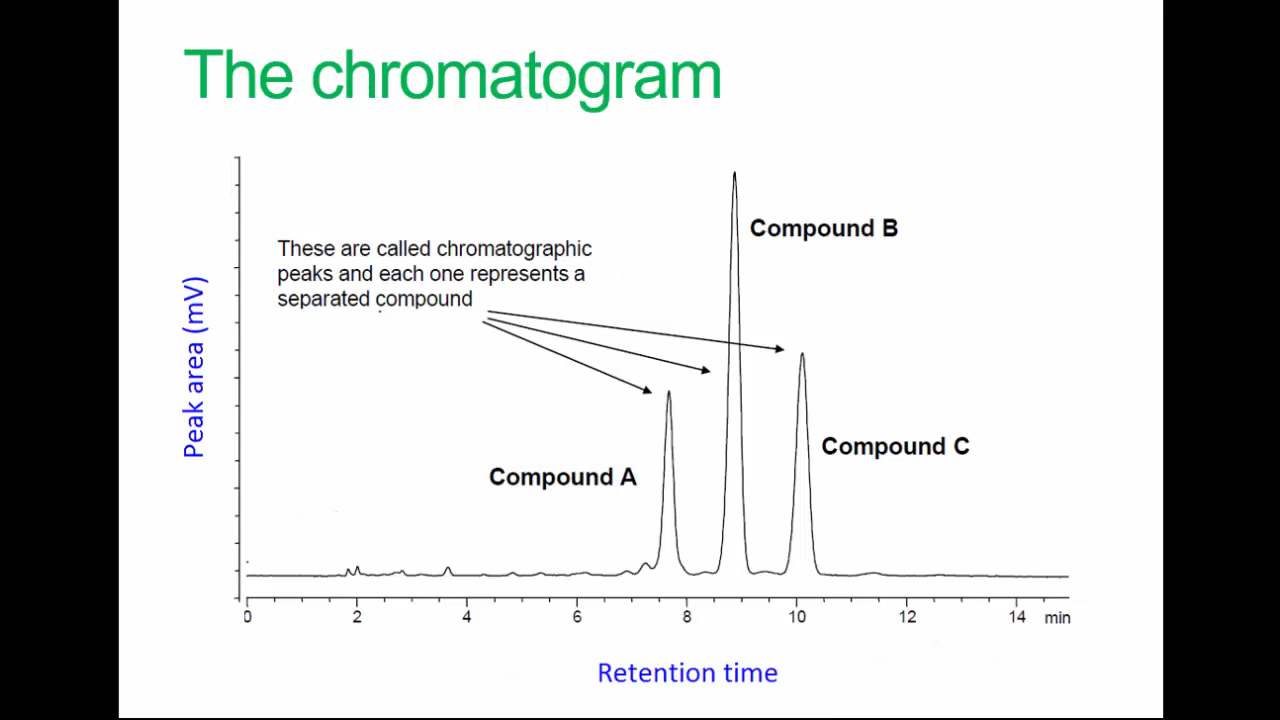 The chromatogram
These are called chromatographic
peaks and each one represents a
separated compound
Compound B
Compound C
Compound A
Peak area (mV)
0 2 4 6 8 10 12 14 min
Retention time